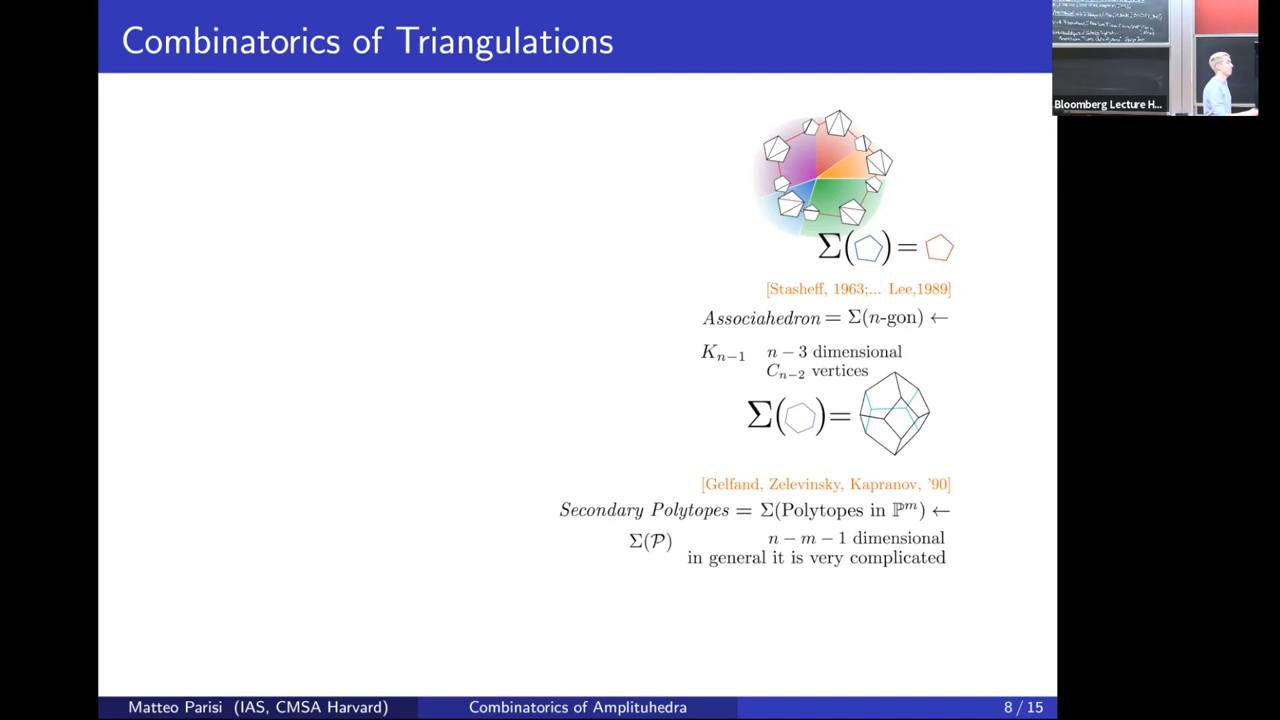 Combinatorics of Triangulations
Bloomberg Lecture H...
Σ(⬠) = ⬠
[Stasheff, 1963;... Lee,1989]
Associahedron = Σ(n-gon) ←
K_{n−1} n − 3 dimensional
C_{n−2} vertices
Σ(⬡) =
[Gelfand, Zelevinsky, Kapranov, '90]
Secondary Polytopes = Σ(Polytopes in ℙ^m) ←
Σ(𝒫) n − m − 1 dimensional
in general it is very complicated
Matteo Parisi (IAS, CMSA Harvard) Combinatorics of Amplituhedra 8 / 15